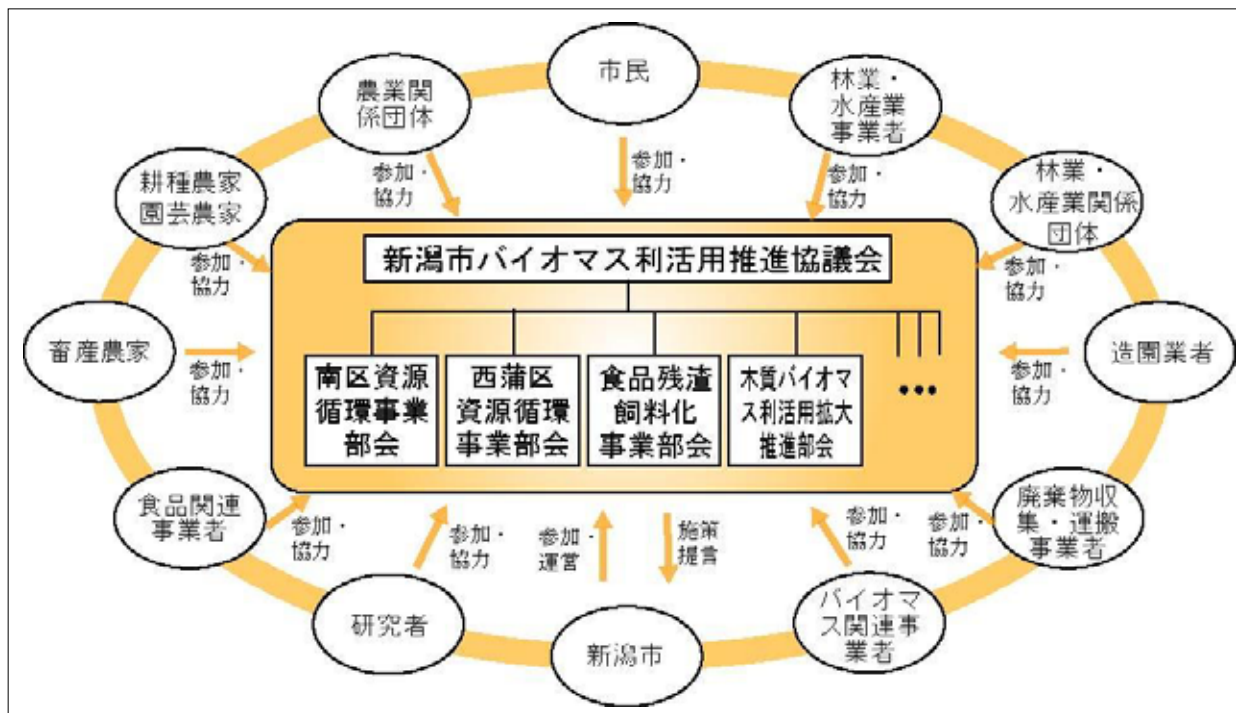 市民
農業関
係団体
林業・
水産業
事業者
参加・
協力
参加・
協力
参加・
協力
耕種農家
園芸農家
林業・
水産業関係
団体
参加・
協力
参加・
協力
新潟市バイオマス利活用推進協議会
畜産農家
参加・
協力
造園業者
参加・
協力
南区資源
循環事業
部会
西蒲区
資源循環
事業部会
食品残渣
飼料化
事業部会
木質バイオマ
ス利活用拡大
推進部会
•••
食品関連
事業者
参加・
協力
参加・
協力
参加・
運営
施策
提言
参加・
協力
参加・
協力
廃棄物収
集・運搬
事業者
研究者
新潟市
バイオマ
ス関連事
業者